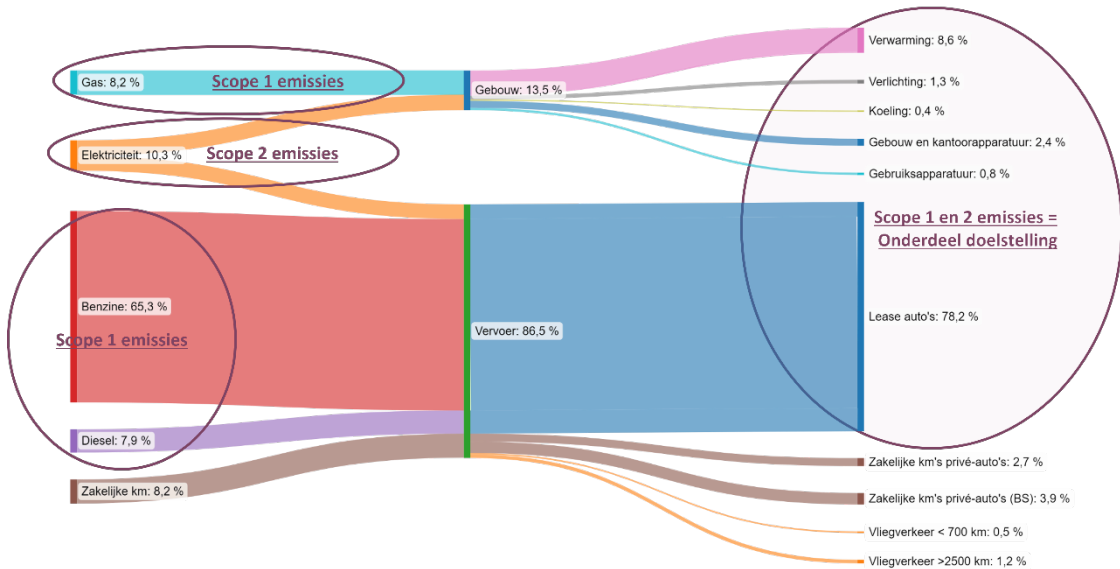 Gas: 8,2 %
Scope 1 emissies
Elektriciteit: 10,3 %
Scope 2 emissies
Benzine: 65,3 %
Scope 1 emissies
Diesel: 7,9 %
Zakelijke km: 8,2 %
Gebouw: 13,5 %
Vervoer: 86,5 %
Verwarming: 8,6 %
Verlichting: 1,3 %
Koeling: 0,4 %
Gebouw en kantoorapparatuur: 2,4 %
Gebruiksapparatuur: 0,8 %
Scope 1 en 2 emissies =
Onderdeel doelstelling
Lease auto's: 78,2 %
Zakelijke km's privé-auto's: 2,7 %
Zakelijke km's privé-auto's (BS): 3,9 %
Vliegverkeer < 700 km: 0,5 %
Vliegverkeer >2500 km: 1,2 %